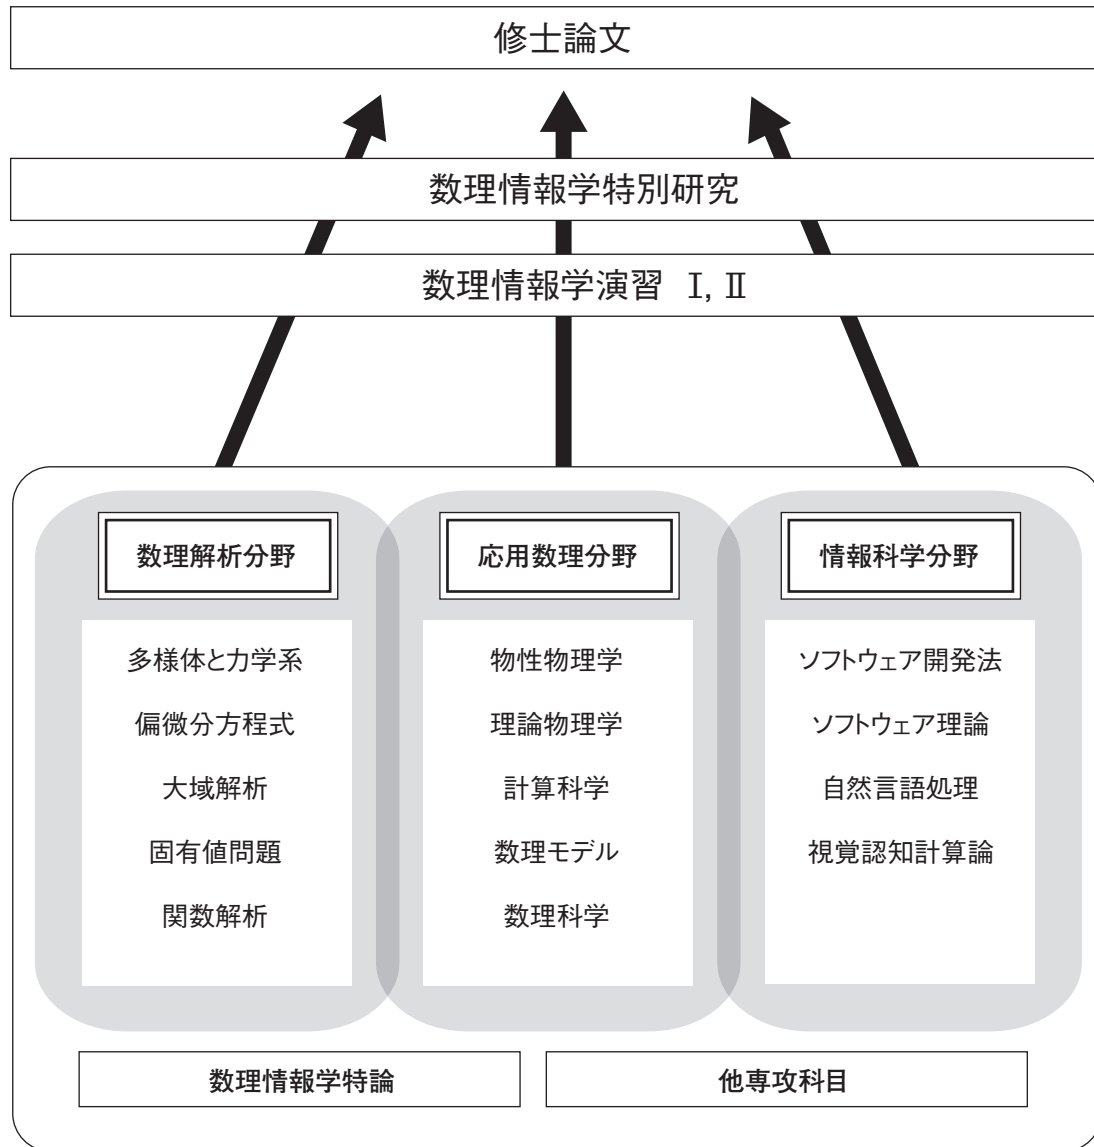 修士論文
数理情報学特別研究
数理情報学演習 Ⅰ, Ⅱ
数理解析分野
多様体と力学系
偏微分方程式
大域解析
固有値問題
関数解析
応用数理分野
物性物理学
理論物理学
計算科学
数理モデル
数理科学
情報科学分野
ソフトウェア開発法
ソフトウェア理論
自然言語処理
視覚認知計算論
数理情報学特論
他専攻科目